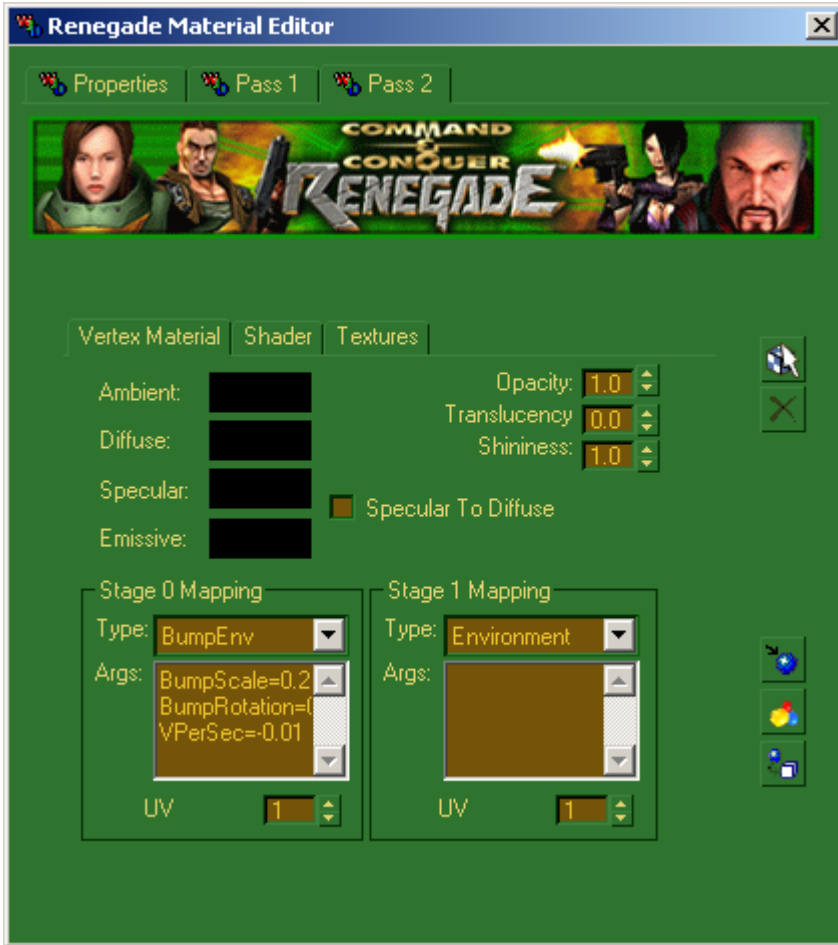 Renegade Material Editor
Properties Pass 1 Pass 2
COMMAND
&
CONQUER
RENEGADE
Vertex Material Shader Textures
Ambient:
Diffuse:
Specular:
Emissive:
Opacity: 1.0
Translucency 0.0
Shininess: 1.0
Specular To Diffuse
Stage 0 Mapping
Type: BumpEnv
Args: BumpScale=0.2
BumpRotation=
VPerSec=-0.01
UV 1
Stage 1 Mapping
Type: Environment
Args:
UV 1